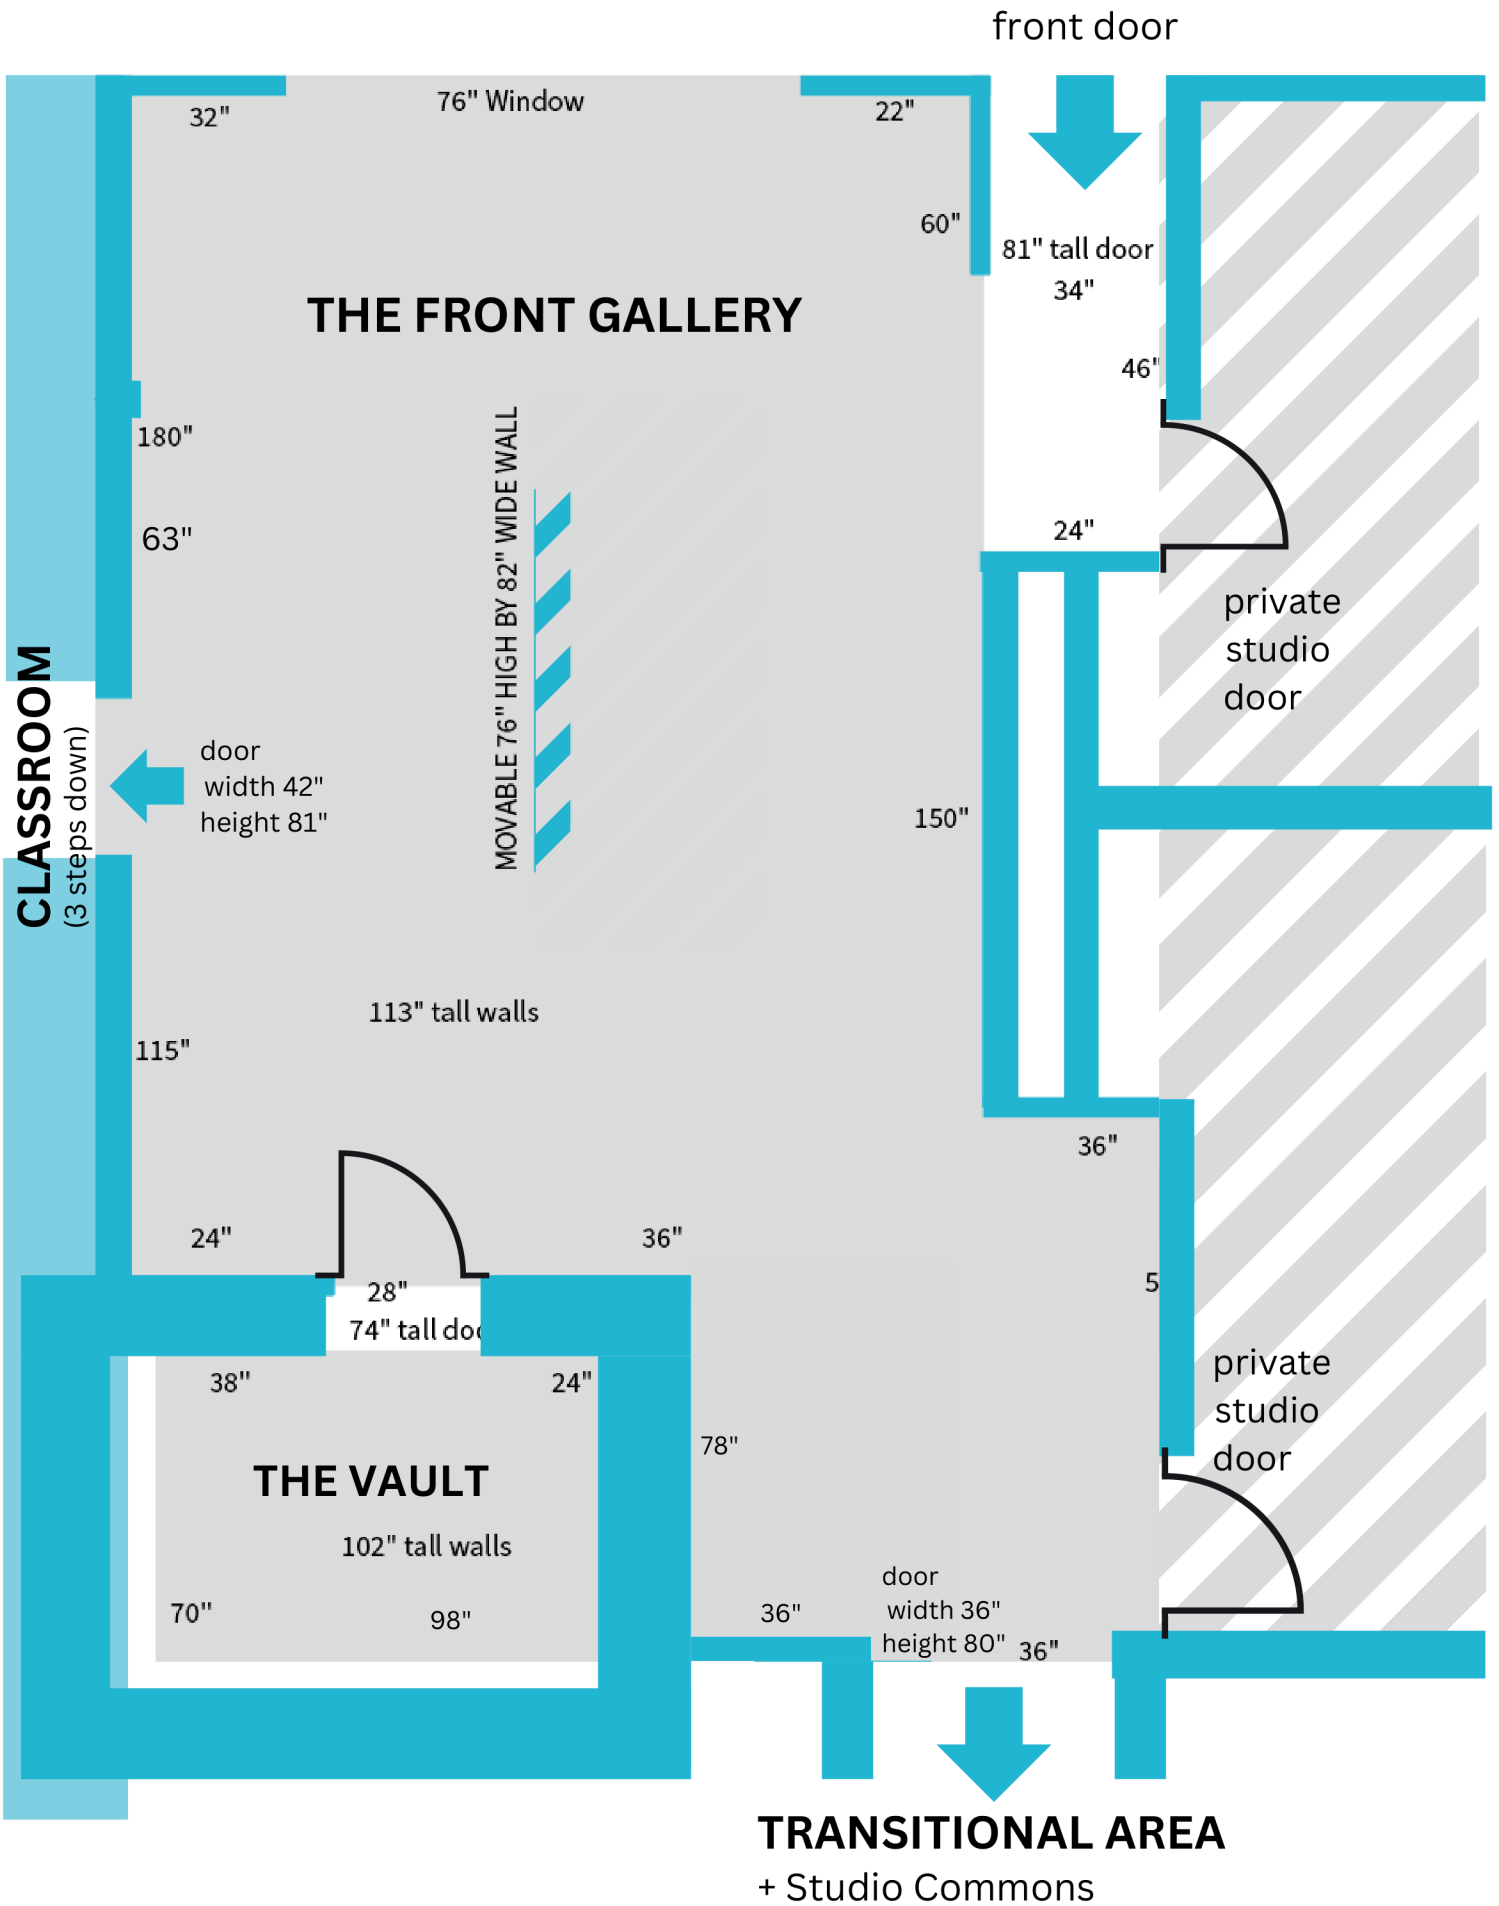 front door
32"
76" Window
22"
60"
81" tall door
34"
THE FRONT GALLERY
46"
180"
63"
MOVABLE 76" HIGH BY 82" WIDE WALL
24"
private
studio
door
CLASSROOM
(3 steps down)
door
width 42"
height 81"
150"
113" tall walls
115"
36"
24"
36"
28"
74" tall
5
38"
24"
private
studio
door
78"
THE VAULT
102" tall walls
70"
98"
36"
door
width 36"
height 80"
36"
TRANSITIONAL AREA
+ Studio Commons